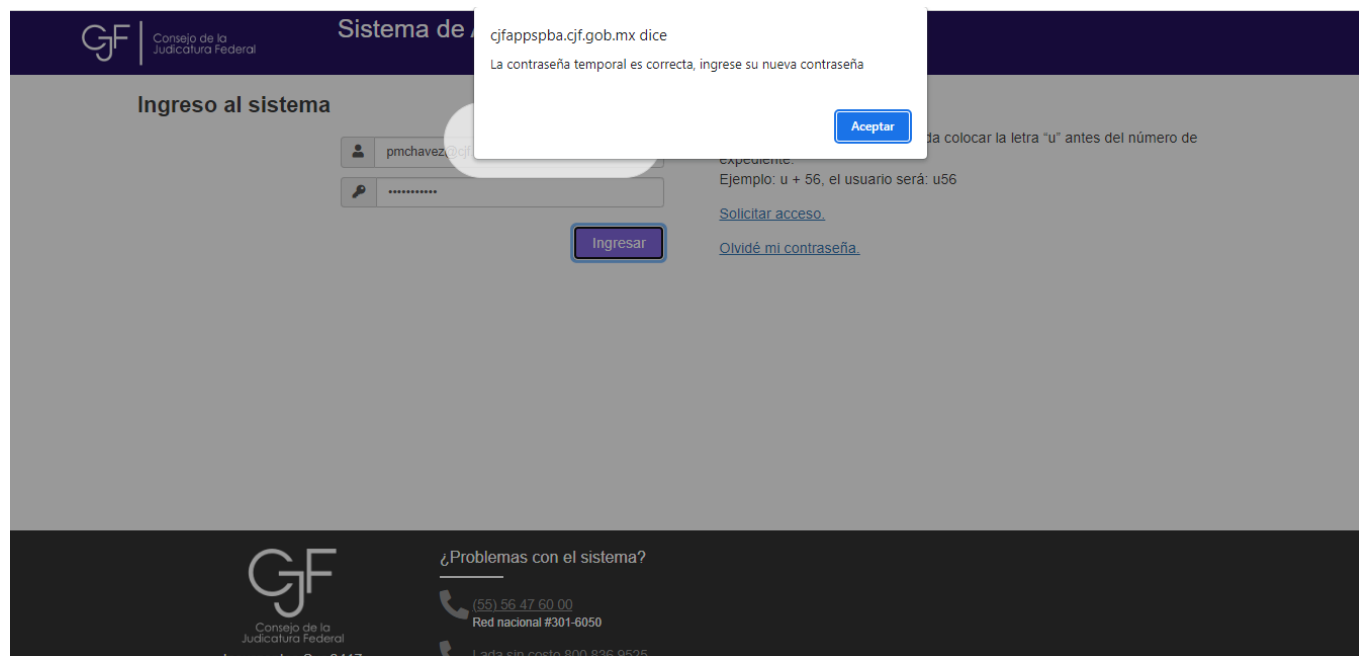 CJF
Consejo de la
Judicatura Federal
Sistema de
cjfappspba.cjf.gob.mx dice
La contraseña temporal es correcta, ingrese su nueva contraseña
Aceptar
Ingreso al sistema
pmchavez@cjf
•••••••••••
Ingresar
colocar la letra "u" antes del número de
expediente.
Ejemplo: u + 56, el usuario será: u56
Solicitar acceso.
Olvidé mi contraseña.
CJF
Consejo de la
Judicatura Federal
¿Problemas con el sistema?
(55) 56 47 60 00
Red nacional #301-6050
Lada sin costo 800 836 9525